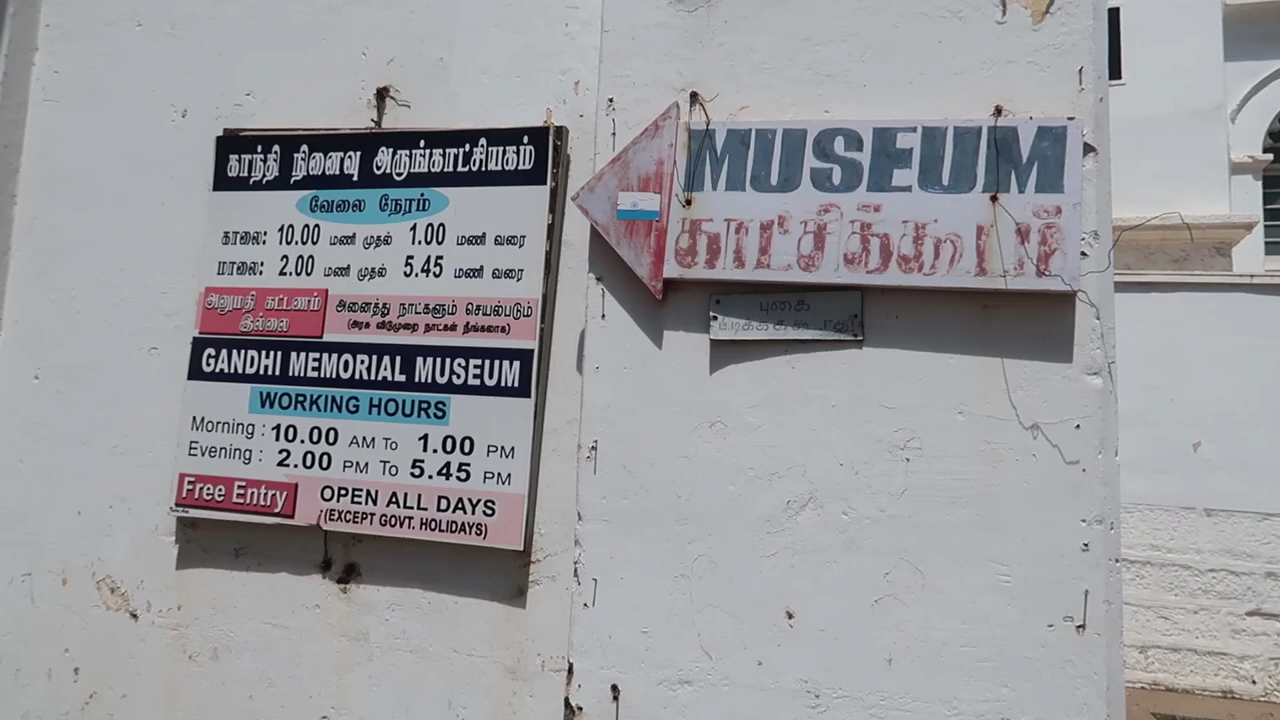 காந்தி நினைவு அருங்காட்சியகம்
வேலை நேரம்
காலை: 10.00 மணி முதல் 1.00 மணி வரை
மாலை: 2.00 மணி முதல் 5.45 மணி வரை
அனுமதி கட்டணம் இல்லை
அனைத்து நாட்களும் செயல்படும்
(அரசு விடுமுறை நாட்கள் நீங்கலாக)
GANDHI MEMORIAL MUSEUM
WORKING HOURS
Morning : 10.00 AM To 1.00 PM
Evening : 2.00 PM To 5.45 PM
Free Entry
OPEN ALL DAYS
(EXCEPT GOVT. HOLIDAYS)
MUSEUM
காட்சிக்கூடம்
புகை